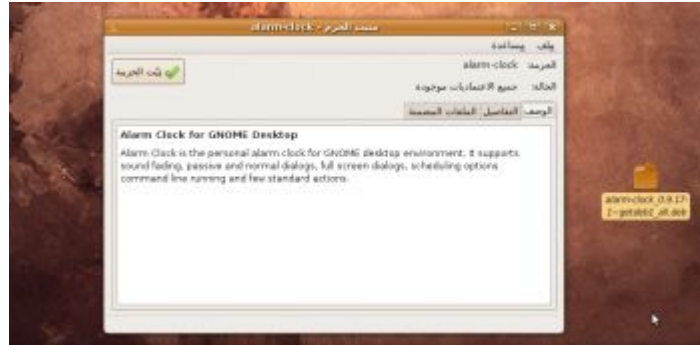 مثبت الحزم - alarm-clock
ملف مساعدة
الحزمة: alarm-clock
ثبّت الحزمة
الحالة: جميع الاعتماديات موجودة
الوصف التفاصيل الملفات المضمنة
Alarm Clock for GNOME Desktop
Alarm Clock is the personal alarm clock for GNOME desktop environment. It supports
sound fading, passive and normal dialogs, full screen dialogs, scheduling options
command line running and few standard actions.
alarm-clock_0.9.17-
1~getdeb2_all.deb